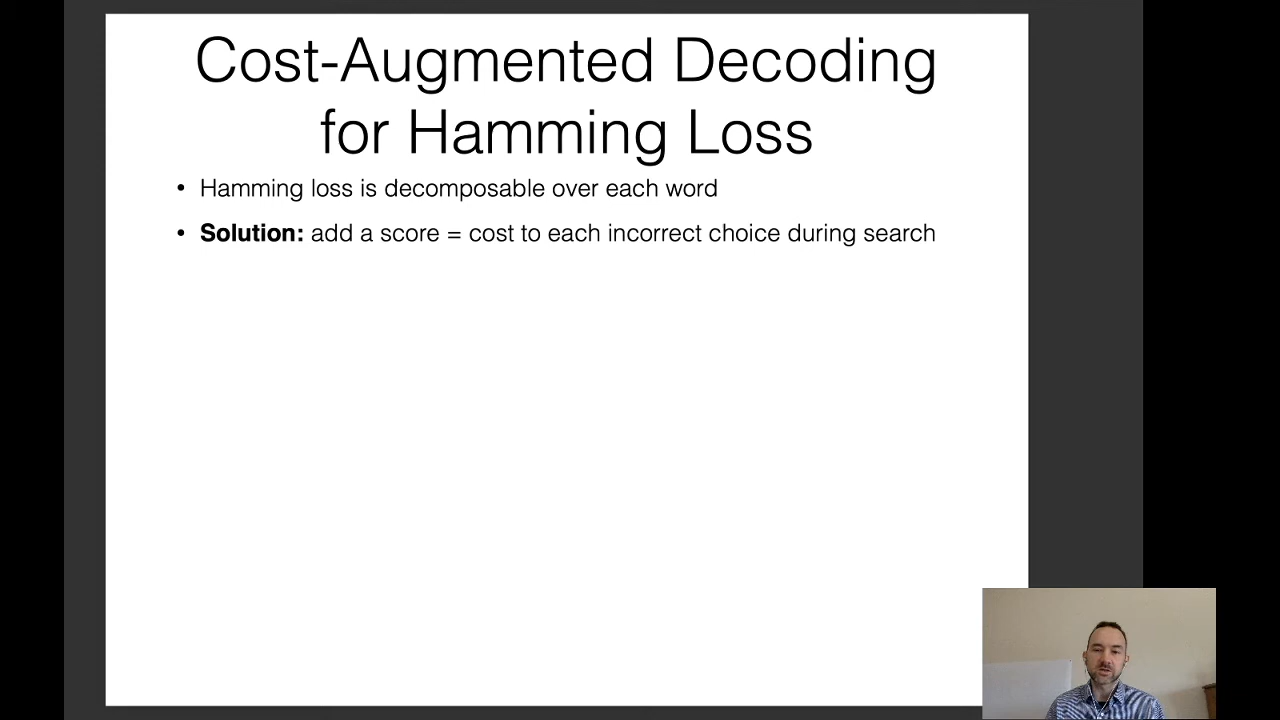 Cost-Augmented Decoding
for Hamming Loss
• Hamming loss is decomposable over each word
• Solution: add a score = cost to each incorrect choice during search